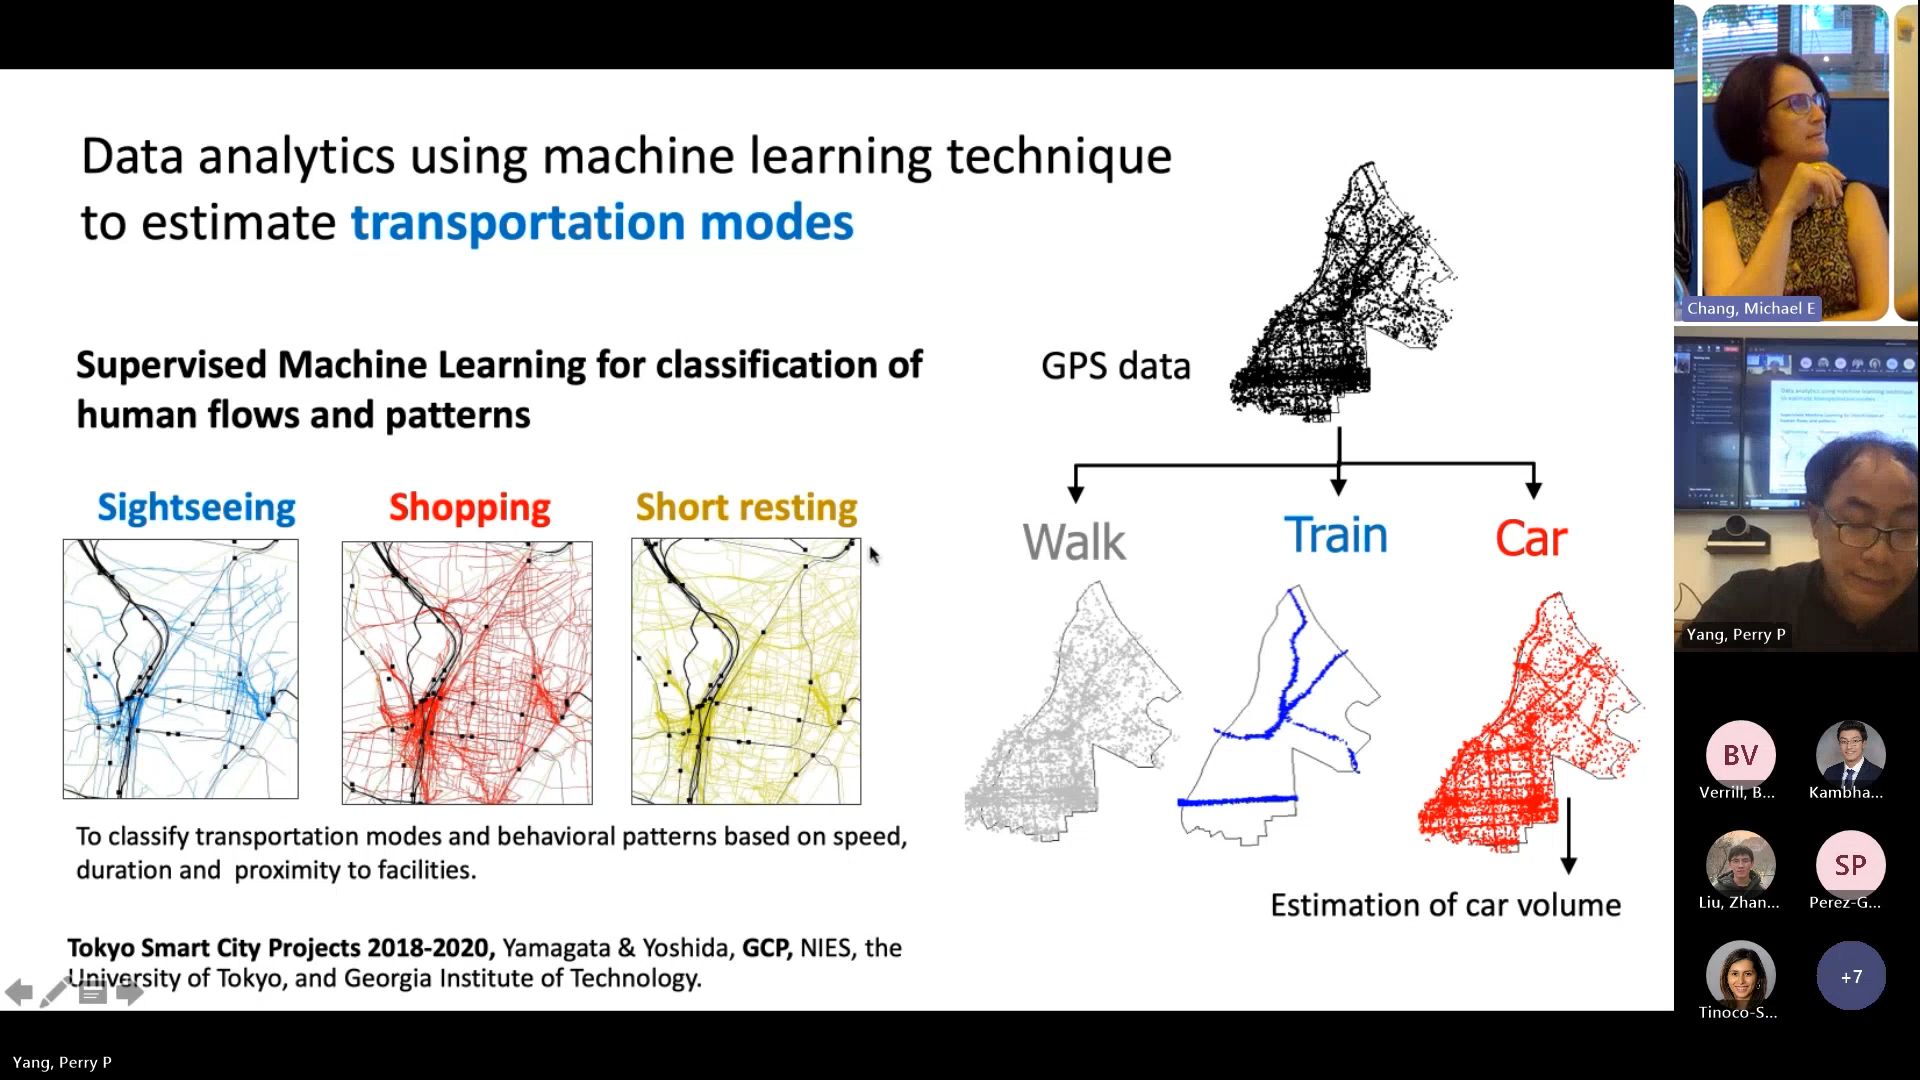 Data analytics using machine learning technique
to estimate transportation modes
Supervised Machine Learning for classification of
human flows and patterns
Sightseeing
Shopping
Short resting
To classify transportation modes and behavioral patterns based on speed,
duration and  proximity to facilities.
Tokyo Smart City Projects 2018-2020, Yamagata & Yoshida, GCP, NIES, the
University of Tokyo, and Georgia Institute of Technology.
GPS data
Walk
Train
Car
Estimation of car volume
Chang, Michael E
Yang, Perry P
BV
Verrill, B...
Kambha...
Liu, Zhan...
SP
Perez-G...
Tinoco-S...
+7
Yang, Perry P